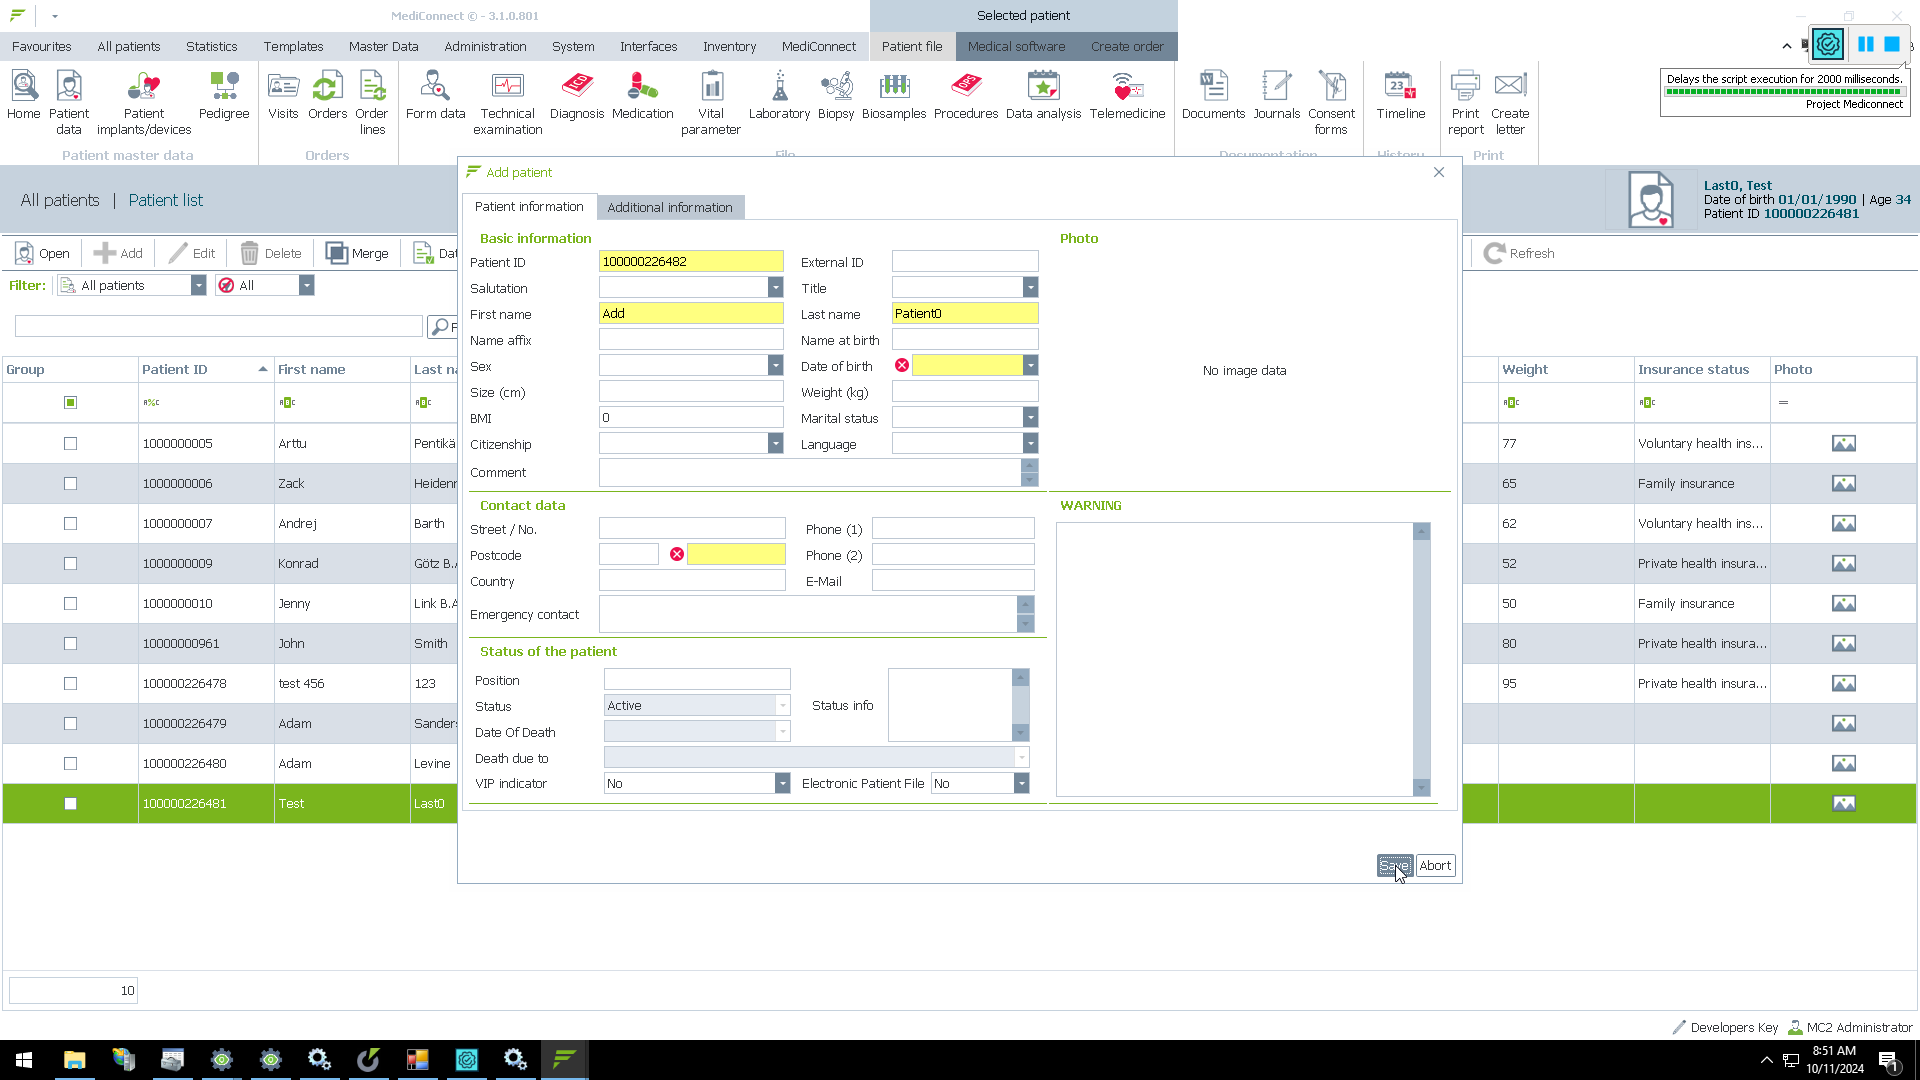 MediConnect © - 3.1.0.801
Selected patient
Favourites
All patients
Statistics
Templates
Master Data
Administration
System
Interfaces
Inventory
MediConnect
Patient file
Medical software
Create order
Delays the script execution for 2000 milliseconds.
Project Mediconnect
Home
Patient data
Patient implants/devices
Pedigree
Visits
Orders
Order lines
Form data
Technical examination
Diagnosis
Medication
Vital parameter
Laboratory
Biopsy
Biosamples
Procedures
Data analysis
Telemedicine
Documents
Journals
Consent forms
Timeline
Print report
Create letter
Patient master data
Orders
File
Documentation
History
Print
All patients | Patient list
Last0, Test
Date of birth 01/01/1990 | Age 34
Patient ID 100000226481
Open
Add
Edit
Delete
Merge
Dat
Refresh
Filter:
All patients
All
F
Group
Patient ID
First name
Last na
Weight
Insurance status
Photo
1000000005 Arttu Pentikä 77 Voluntary health ins...
1000000006 Zack Heidenr 65 Family insurance
1000000007 Andrej Barth 62 Voluntary health ins...
1000000009 Konrad Götz B.A 52 Private health insura...
1000000010 Jenny Link B.A 50 Family insurance
10000000961 John Smith 80 Private health insura...
100000226478 test 456 123 95 Private health insura...
100000226479 Adam Sanders
100000226480 Adam Levine
100000226481 Test Last0
10
Add patient
Patient information
Additional information
Basic information
Photo
Patient ID 100000226482 External ID
Salutation Title
First name Add Last name Patient0
Name affix Name at birth
Sex Date of birth
Size (cm) Weight (kg)
BMI 0 Marital status
Citizenship Language
Comment
No image data
Contact data
WARNING
Street / No. Phone (1)
Postcode Phone (2)
Country E-Mail
Emergency contact
Status of the patient
Position
Status Active Status info
Date Of Death
Death due to
VIP indicator No Electronic Patient File No
Save
Abort
Developers Key
MC2 Administrator
8:51 AM
10/11/2024
1